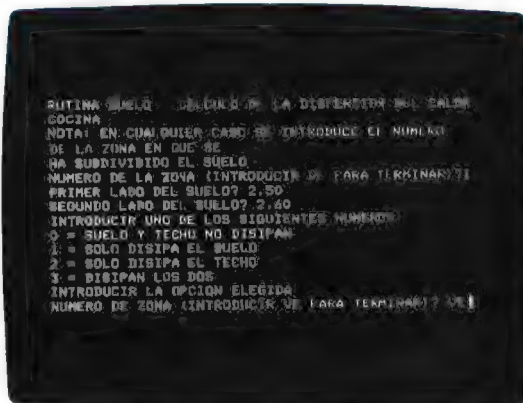 RUTINA SUELO CALCULO DE LA DISPERSION DEL CALOR
COCINA
NOTA: EN CUALQUIER CASO SE INTRODUCE EL NUMERO
DE LA ZONA EN QUE SE
HA SUBDIVIDIDO EL SUELO
NUMERO DE LA ZONA (INTRODUCIR VE PARA TERMINAR)?1
PRIMER LADO DEL SUELO? 2.50
SEGUNDO LADO DEL SUELO? 2.60
INTRODUCIR UNO DE LOS SIGUIENTES NUMEROS
0 = SUELO Y TECHO NO DISIPAN
1 = SOLO DISIPA EL SUELO
2 = SOLO DISIPA EL TECHO
3 = DISIPAN LOS DOS
INTRODUCIR LA OPCION ELEGIDA
NUMERO DE ZONA (INTRODUCIR VE PARA TERMINAR)? VE